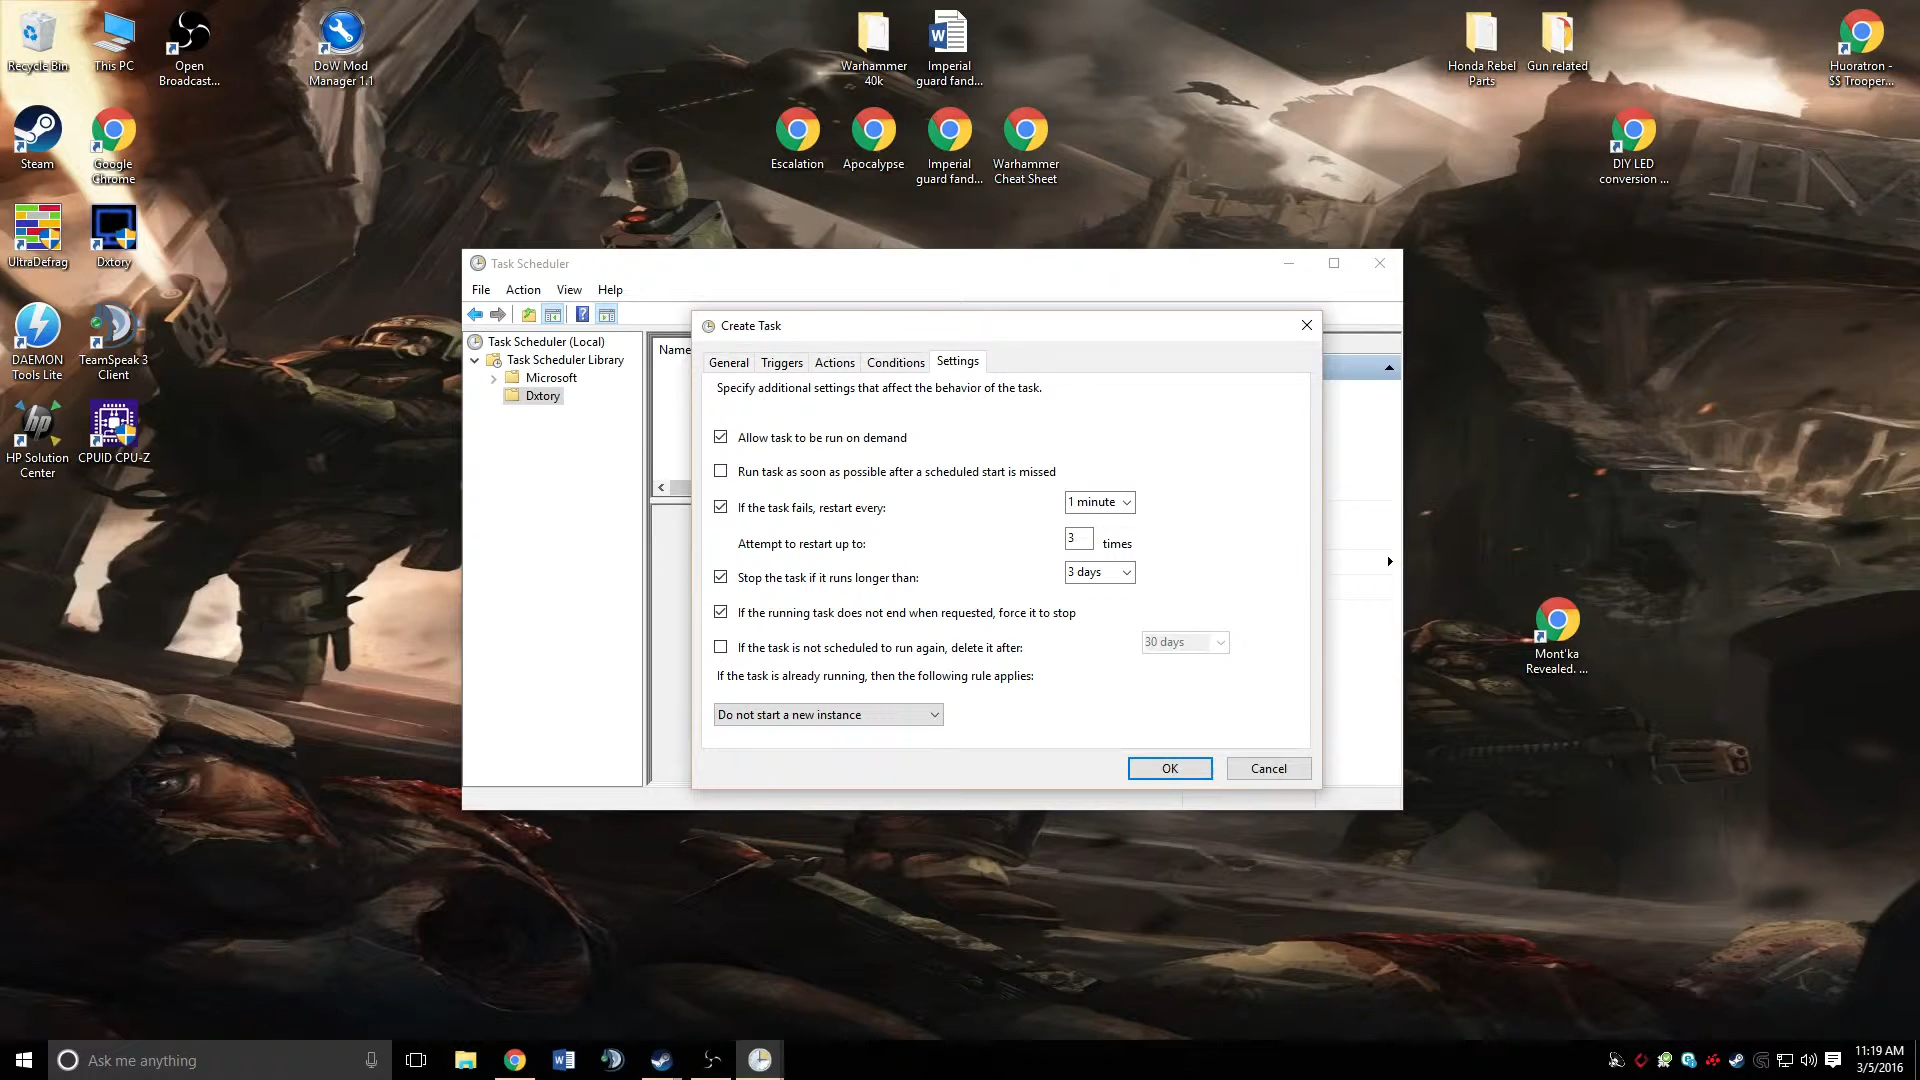 Recycle Bin
This PC
Open
Broadcast...
DoW Mod
Manager 1.1
Warhammer
40k
Imperial
guard fand...
Honda Rebel
Parts
Gun related
Huoratron -
SS Trooper...
Steam
Google
Chrome
Escalation
Apocalypse
Imperial
guard fand...
Warhammer
Cheat Sheet
DIY LED
conversion ...
UltraDefrag
Dxtory
DAEMON
Tools Lite
TeamSpeak 3
Client
HP Solution
Center
CPUID CPU-Z
Mont'ka
Revealed. ...
Task Scheduler
File Action View Help
Task Scheduler (Local)
Task Scheduler Library
Microsoft
Dxtory
Name
Create Task
General Triggers Actions Conditions Settings
Specify additional settings that affect the behavior of the task.
Allow task to be run on demand
Run task as soon as possible after a scheduled start is missed
If the task fails, restart every: 1 minute
Attempt to restart up to: 3 times
Stop the task if it runs longer than: 3 days
If the running task does not end when requested, force it to stop
If the task is not scheduled to run again, delete it after: 30 days
If the task is already running, then the following rule applies:
Do not start a new instance
OK Cancel
Ask me anything
11:19 AM
3/5/2016